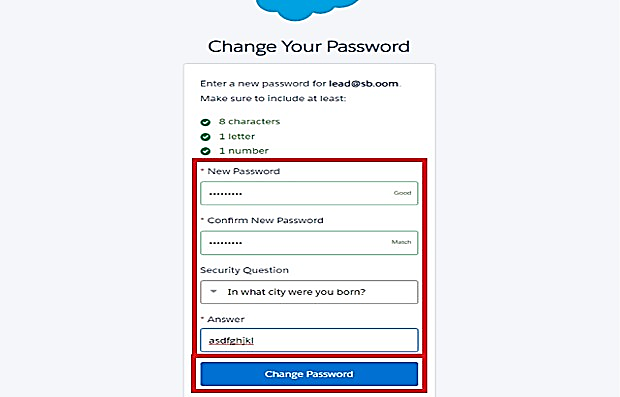 Change Your Password
Enter a new password for lead@sb.oom.
Make sure to include at least:
8 characters
1 letter
1 number
* New Password
••••••••• Good
* Confirm New Password
••••••••• Match
Security Question
In what city were you born?
* Answer
asdfghjkl
Change Password